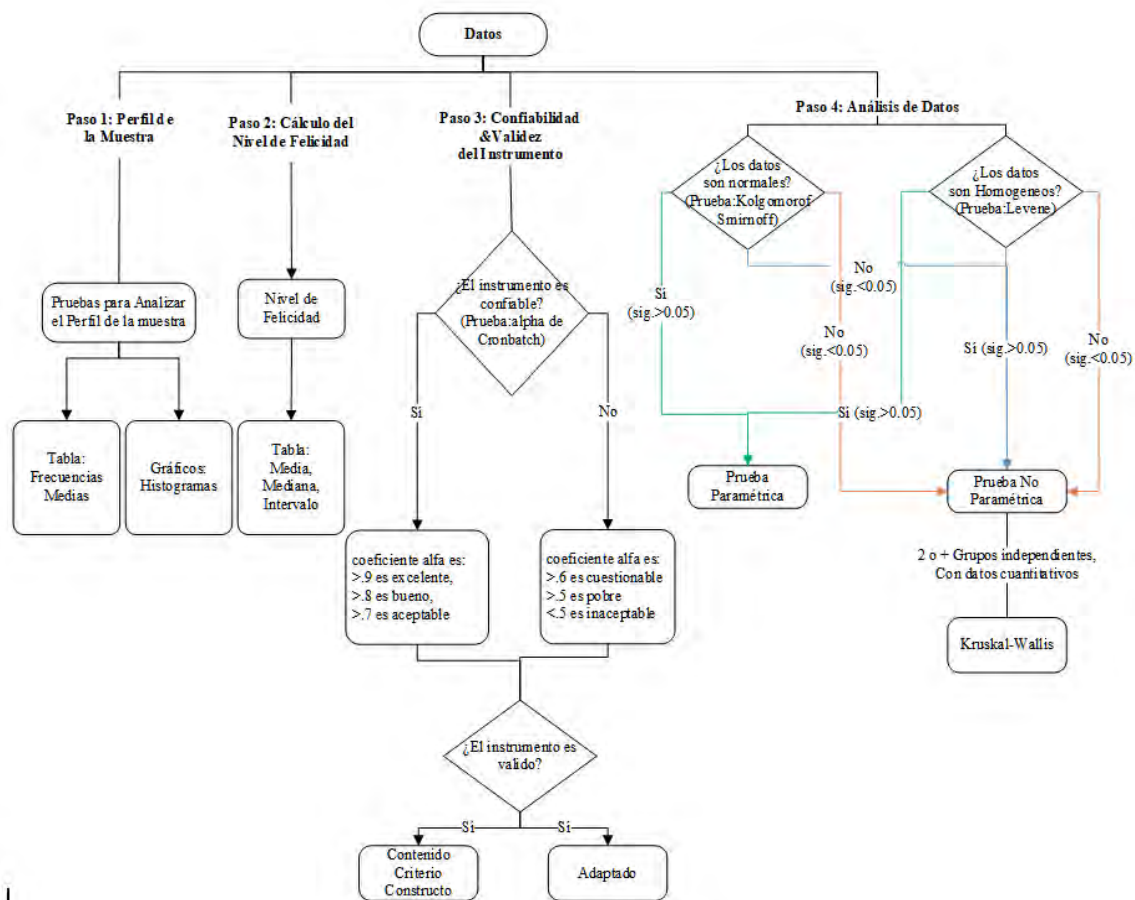 Datos
Paso 1: Perfil de
la Muestra
Paso 2: Cálculo del
Nivel de Felicidad
Paso 3: Confiabilidad
&Validez
del Instrumento
Paso 4: Análisis de Datos
¿Los datos
son normales?
(Prueba:Kolgomorof
Smirnoff)
¿Los datos
son Homogeneos?
(Prueba:Levene)
Pruebas para Analizar
el Perfil de la muestra
Nivel de
Felicidad
¿El instrumento es
confiable?
(Prueba:alpha de
Cronbatch)
Si
(sig.>0.05)
No
(sig.<0.05)
No
(sig.<0.05)
Si (sig.>0.05)
No
(sig.<0.05)
Si (sig.>0.05)
Si
No
Tabla:
Frecuencias
Medias
Gráficos:
Histogramas
Tabla:
Media,
Mediana,
Intervalo
Prueba
Paramétrica
Prueba No
Paramétrica
coeficiente alfa es:
>.9 es excelente,
>.8 es bueno,
>.7 es aceptable
coeficiente alfa es:
>.6 es cuestionable
>.5 es pobre
<.5 es inaceptable
2 o + Grupos independientes,
Con datos cuantitativos
Kruskal-Wallis
¿El instrumento es
valido?
Si
Si
Contenido
Criterio
Constructo
Adaptado